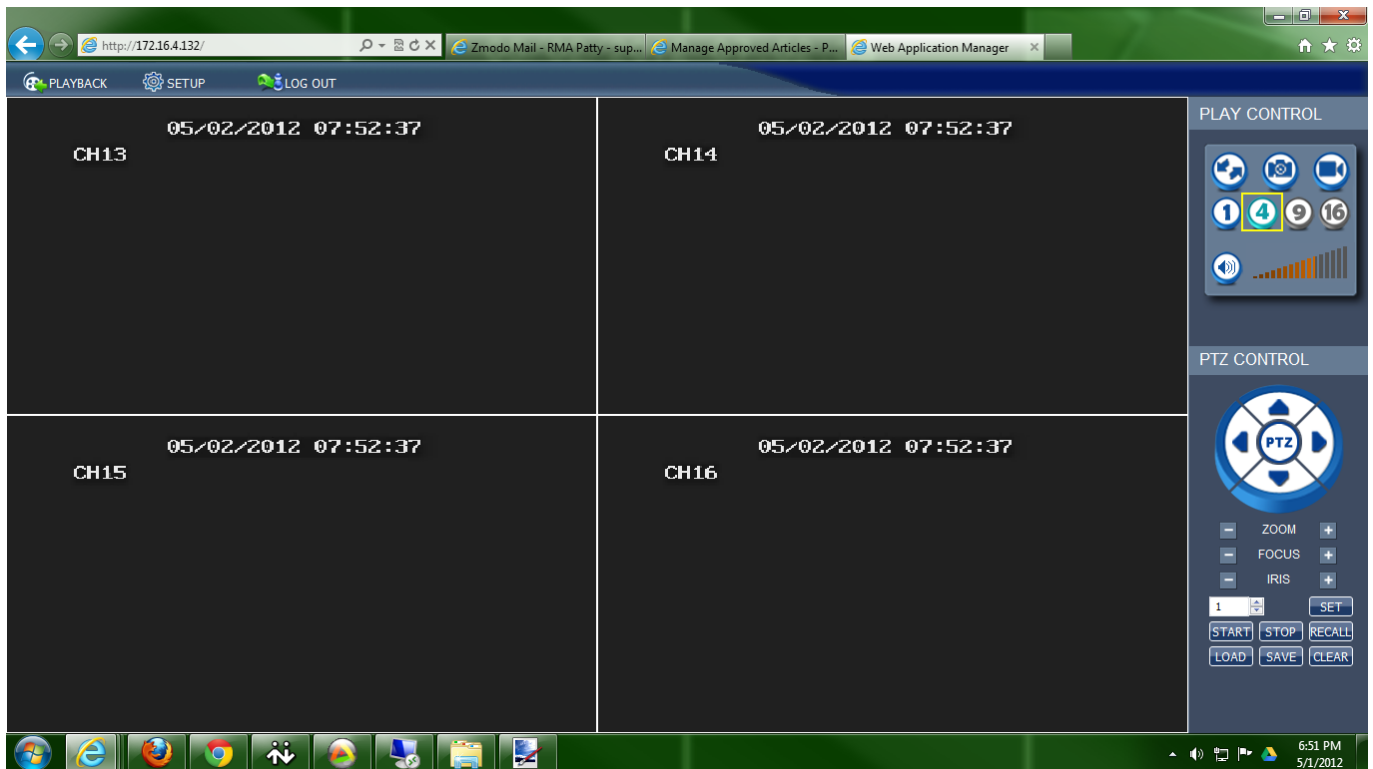 http://172.16.4.132/
Zmodo Mail - RMA Patty - sup...
Manage Approved Articles - P...
Web Application Manager
PLAYBACK
SETUP
LOG OUT
05/02/2012 07:52:37
CH13
05/02/2012 07:52:37
CH14
05/02/2012 07:52:37
CH15
05/02/2012 07:52:37
CH16
PLAY CONTROL
1 4 9 16
PTZ CONTROL
PTZ
ZOOM
FOCUS
IRIS
1 SET
START STOP RECALL
LOAD SAVE CLEAR
6:51 PM
5/1/2012